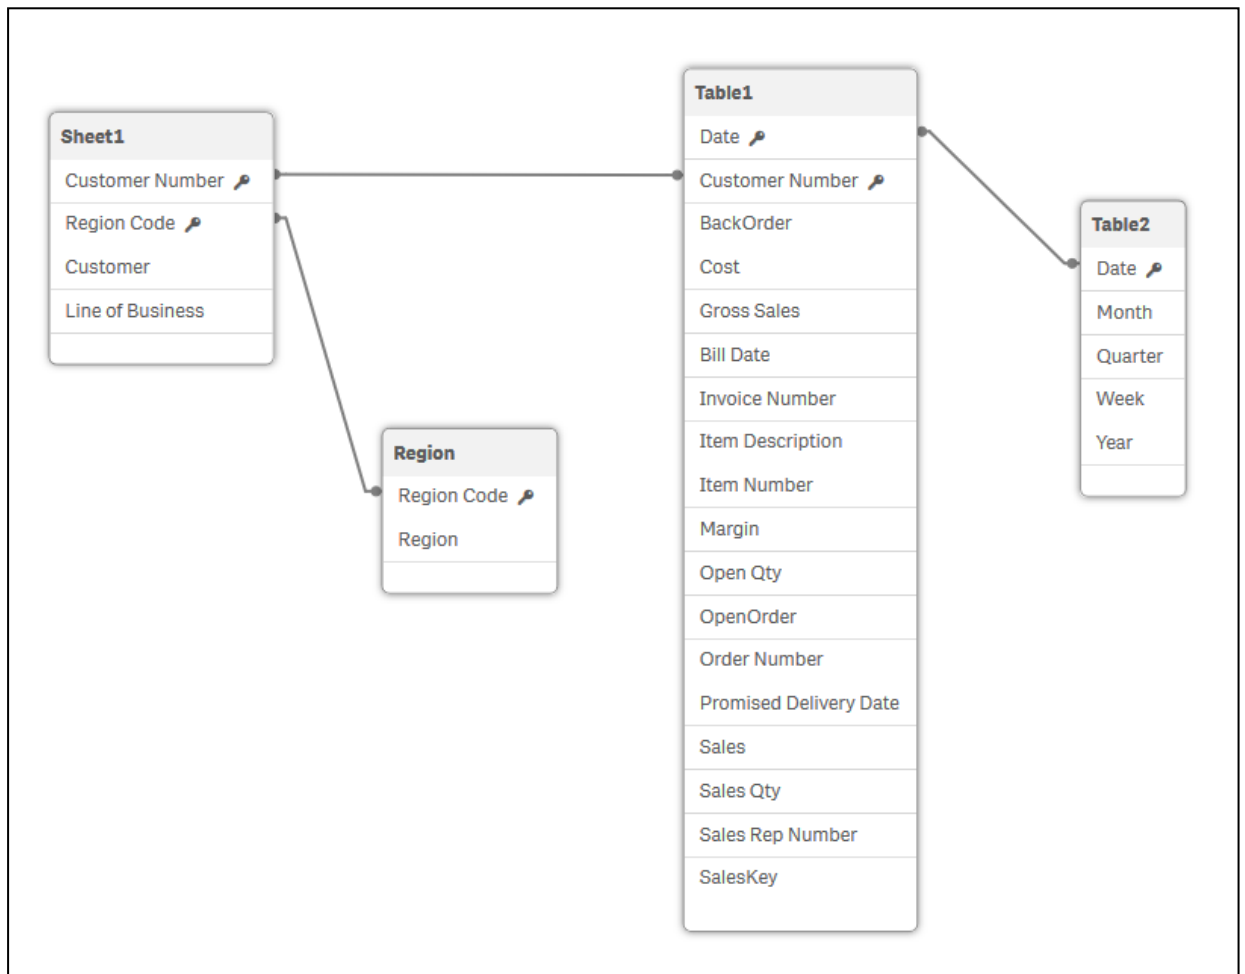 Sheet1
Customer Number
Region Code
Customer
Line of Business
Region
Region Code
Region
Table1
Date
Customer Number
BackOrder
Cost
Gross Sales
Bill Date
Invoice Number
Item Description
Item Number
Margin
Open Qty
OpenOrder
Order Number
Promised Delivery Date
Sales
Sales Qty
Sales Rep Number
SalesKey
Table2
Date
Month
Quarter
Week
Year